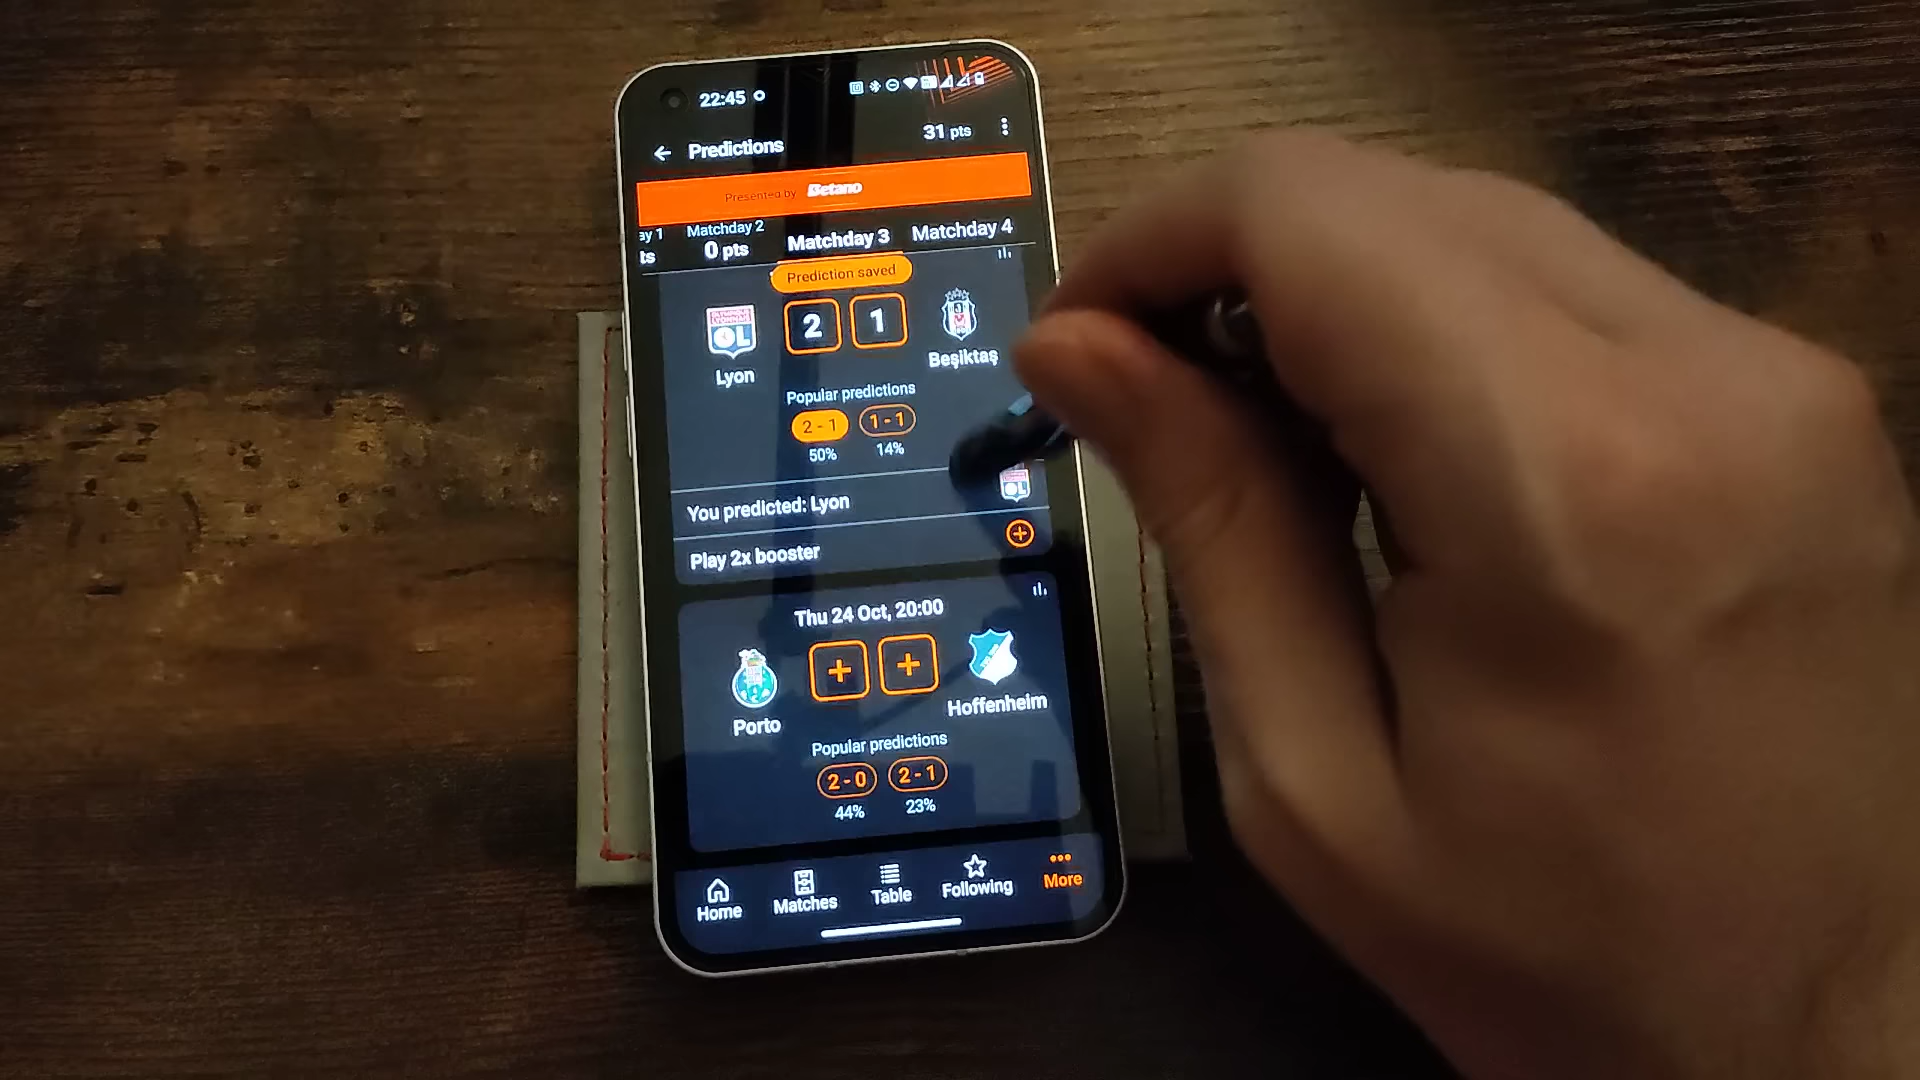 22:45
31 pts
Predictions
Presented by Betano
ay 1
ts
Matchday 2
0 pts
Matchday 3
Matchday 4
Prediction saved
OL
Lyon
2 1
Beşiktaş
Popular predictions
2 - 1 1 - 1
50% 14%
You predicted: Lyon
OL
Play 2x booster
Thu 24 Oct, 20:00
Porto
+ +
Hoffenheim
Popular predictions
2 - 0 2 - 1
44% 23%
Home
Matches
Table
Following
More